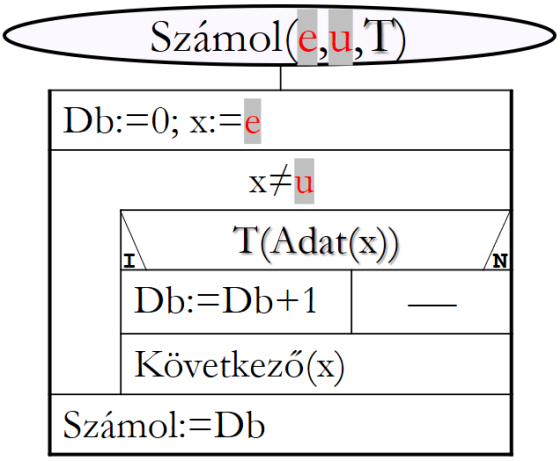 Számol(e,u,T)
Db:=0; x:=e
x≠u
T(Adat(x))
I N
Db:=Db+1 —
Következő(x)
Számol:=Db